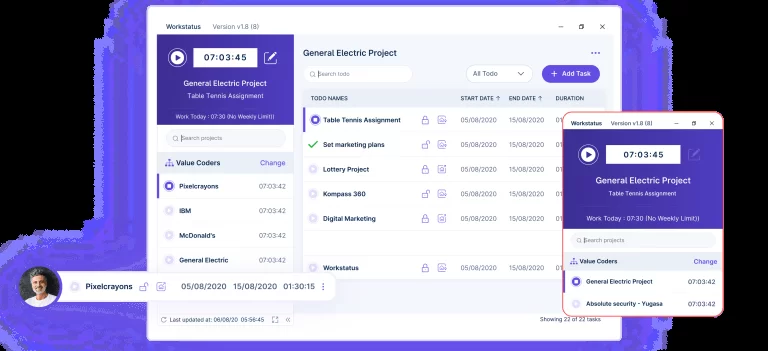 Workstatus Version v1.8 (8)
07:03:45
General Electric Project
Table Tennis Assignment
Work Today : 07:30 (No Weekly Limit))
Search projects
Value Coders Change
Pixelcrayons 07:03:42
IBM 07:03:42
McDonald's 07:03:42
General Electric 07:03:42
Last updated at: 06/08/20 05:56:45
General Electric Project
Search todo
All Todo
+ Add Task
TODO NAMES START DATE ↑ END DATE ↑ DURATION
Table Tennis Assignment 05/08/2020 15/08/2020
Set marketing plans 05/08/2020 15/08/2020
Lottery Project 05/08/2020 15/08/2020
Kompass 360 05/08/2020 15/08/2020
Digital Marketing 05/08/2020 15/08/2020
Workstatus 05/08/2020 15/08/2020
Showing 22 of 22 tasks
Pixelcrayons 05/08/2020 15/08/2020 01:30:15
Workstatus Version v1.8 (8)
07:03:45
General Electric Project
Table Tennis Assignment
Work Today : 07:30 (No Weekly Limit))
Search projects
Value Coders Change
General Electric Project 07:03:42
Absolute security - Yugasa 07:03:42